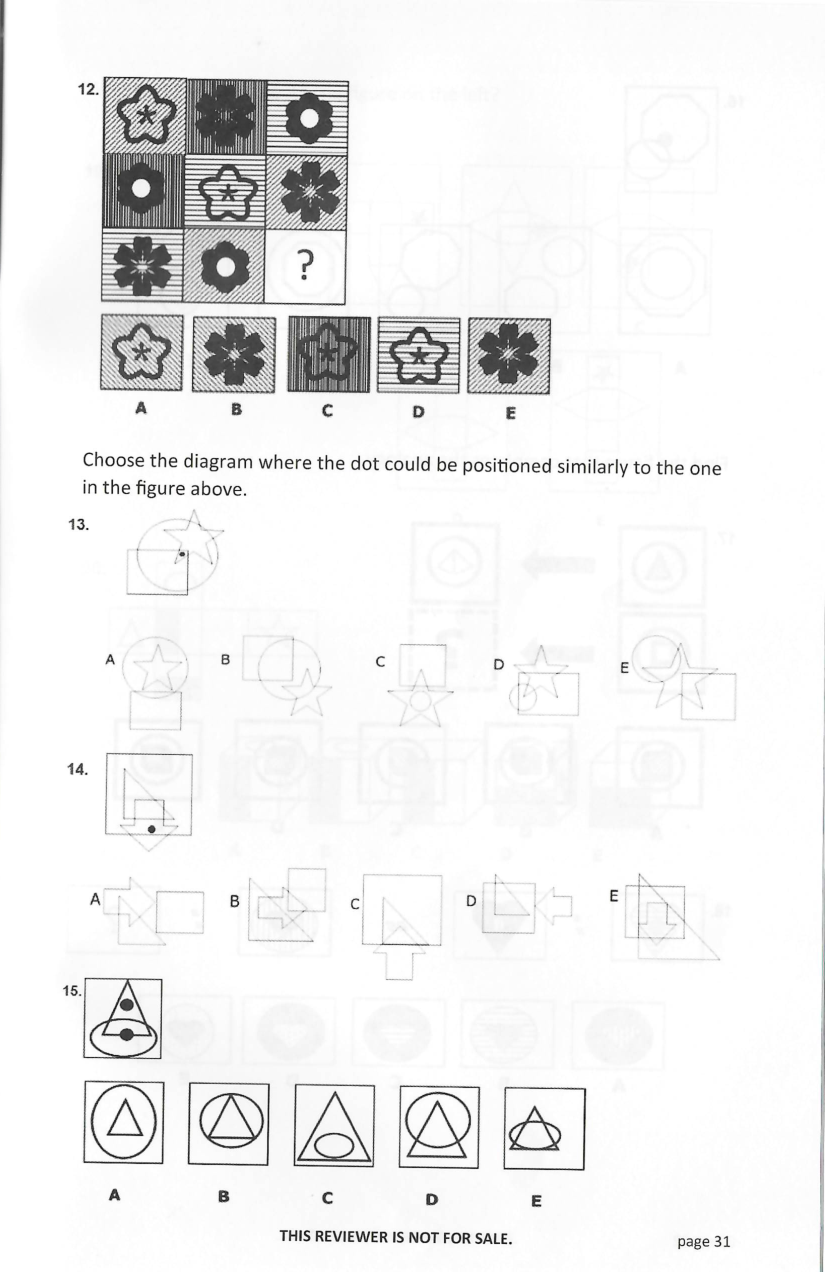 12.
?
A B C D E
Choose the diagram where the dot could be positioned similarly to the one
in the figure above.
13.
A B C D E
14.
A B C D E
15.
A B C D E
THIS REVIEWER IS NOT FOR SALE.
page 31